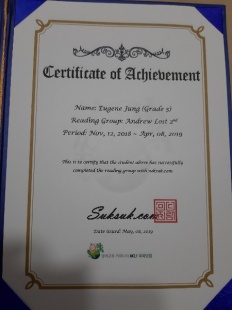 Certificate of Achievement
Name: Eugene Jung (Grade 5)
Reading Group: Andrew Lost 2nd
Period: Nov, 12, 2018 ~ Apr, 08, 2019
This is to certify that the student above has successfully
completed the reading group with suksuk.com
Suksuk.com
Date issued: May, 08, 2019